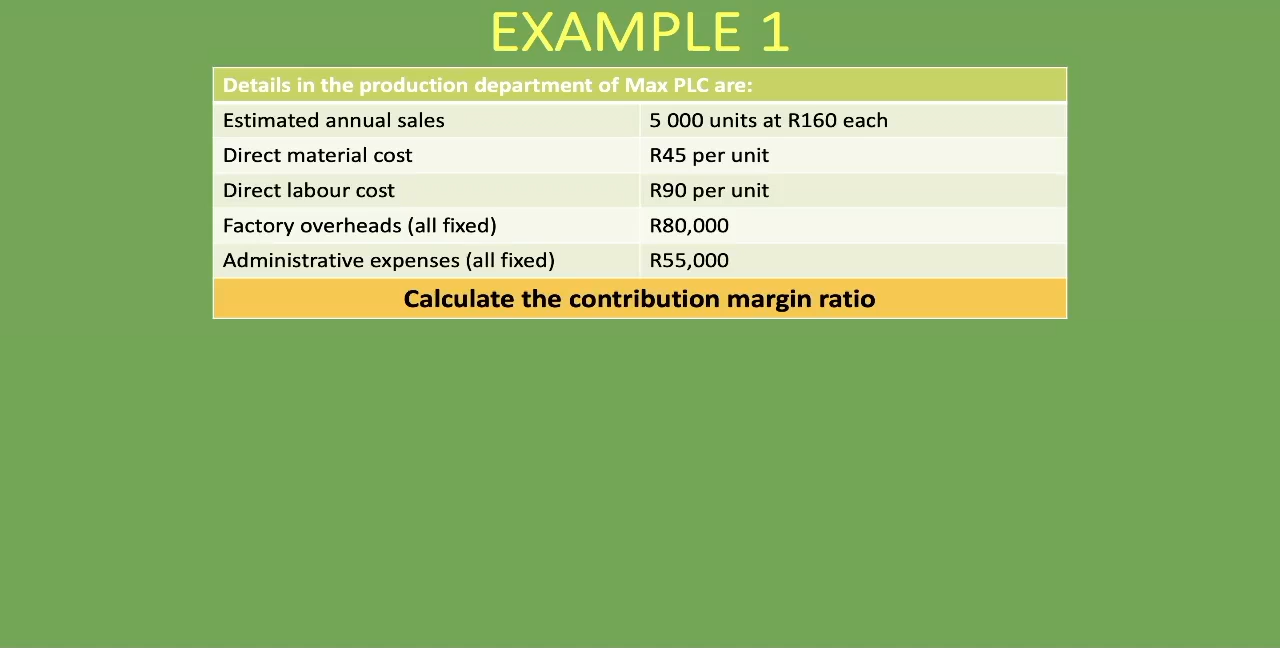 EXAMPLE 1
Details in the production department of Max PLC are:
Estimated annual sales 5 000 units at R160 each
Direct material cost R45 per unit
Direct labour cost R90 per unit
Factory overheads (all fixed) R80,000
Administrative expenses (all fixed) R55,000
Calculate the contribution margin ratio